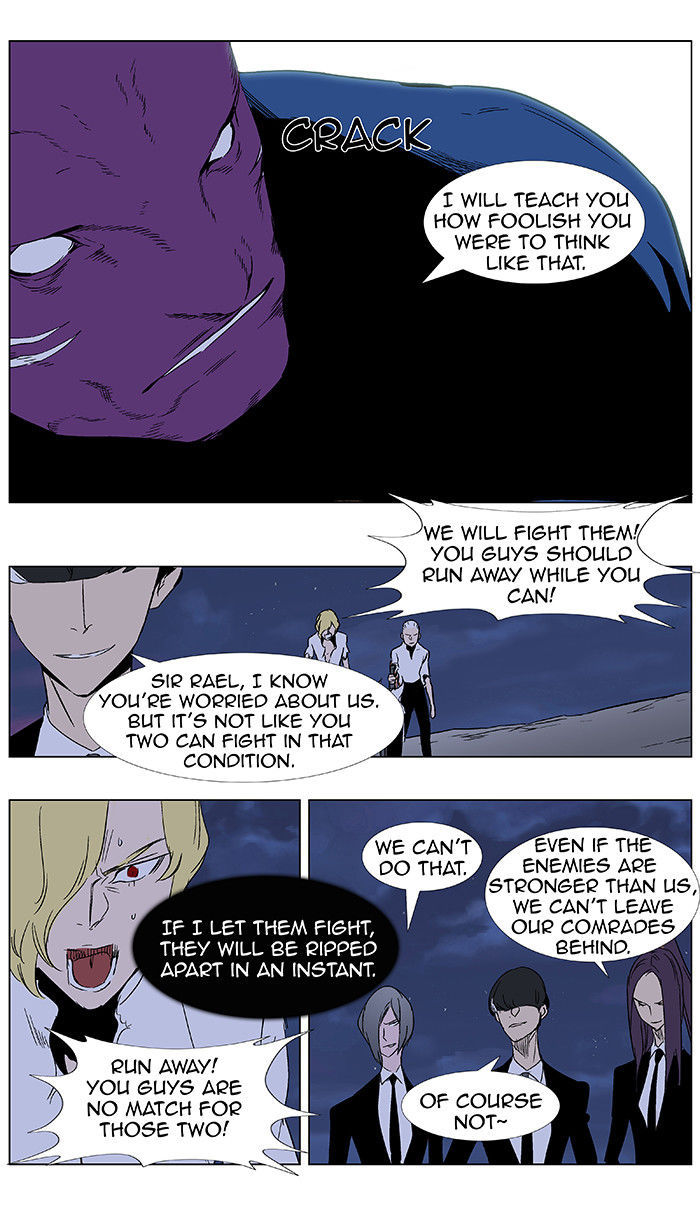 CRACK
I WILL TEACH YOU
HOW FOOLISH YOU
WERE TO THINK
LIKE THAT.
WE WILL FIGHT THEM!
YOU GUYS SHOULD
RUN AWAY WHILE YOU
CAN!
SIR RAEL, I KNOW
YOU'RE WORRIED ABOUT US.
BUT IT'S NOT LIKE YOU
TWO CAN FIGHT IN THAT
CONDITION.
IF I LET THEM FIGHT,
THEY WILL BE RIPPED
APART IN AN INSTANT.
RUN AWAY!
YOU GUYS ARE
NO MATCH FOR
THOSE TWO!
WE CAN'T
DO THAT.
EVEN IF THE
ENEMIES ARE
STRONGER THAN US,
WE CAN'T LEAVE
OUR COMRADES
BEHIND.
OF COURSE
NOT~